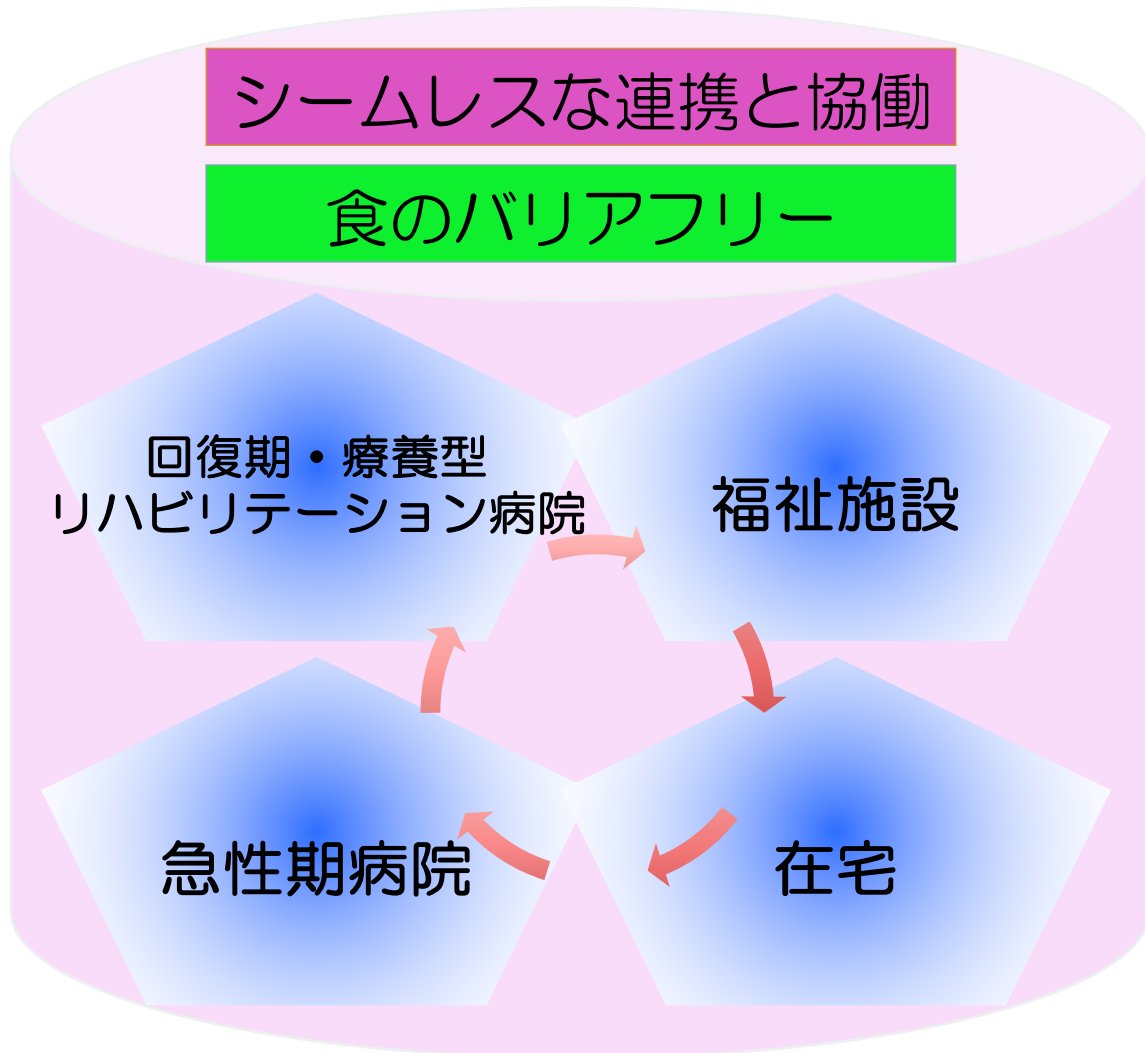 シームレスな連携と協働
食のバリアフリー
回復期・療養型
リハビリテーション病院
福祉施設
急性期病院
在宅